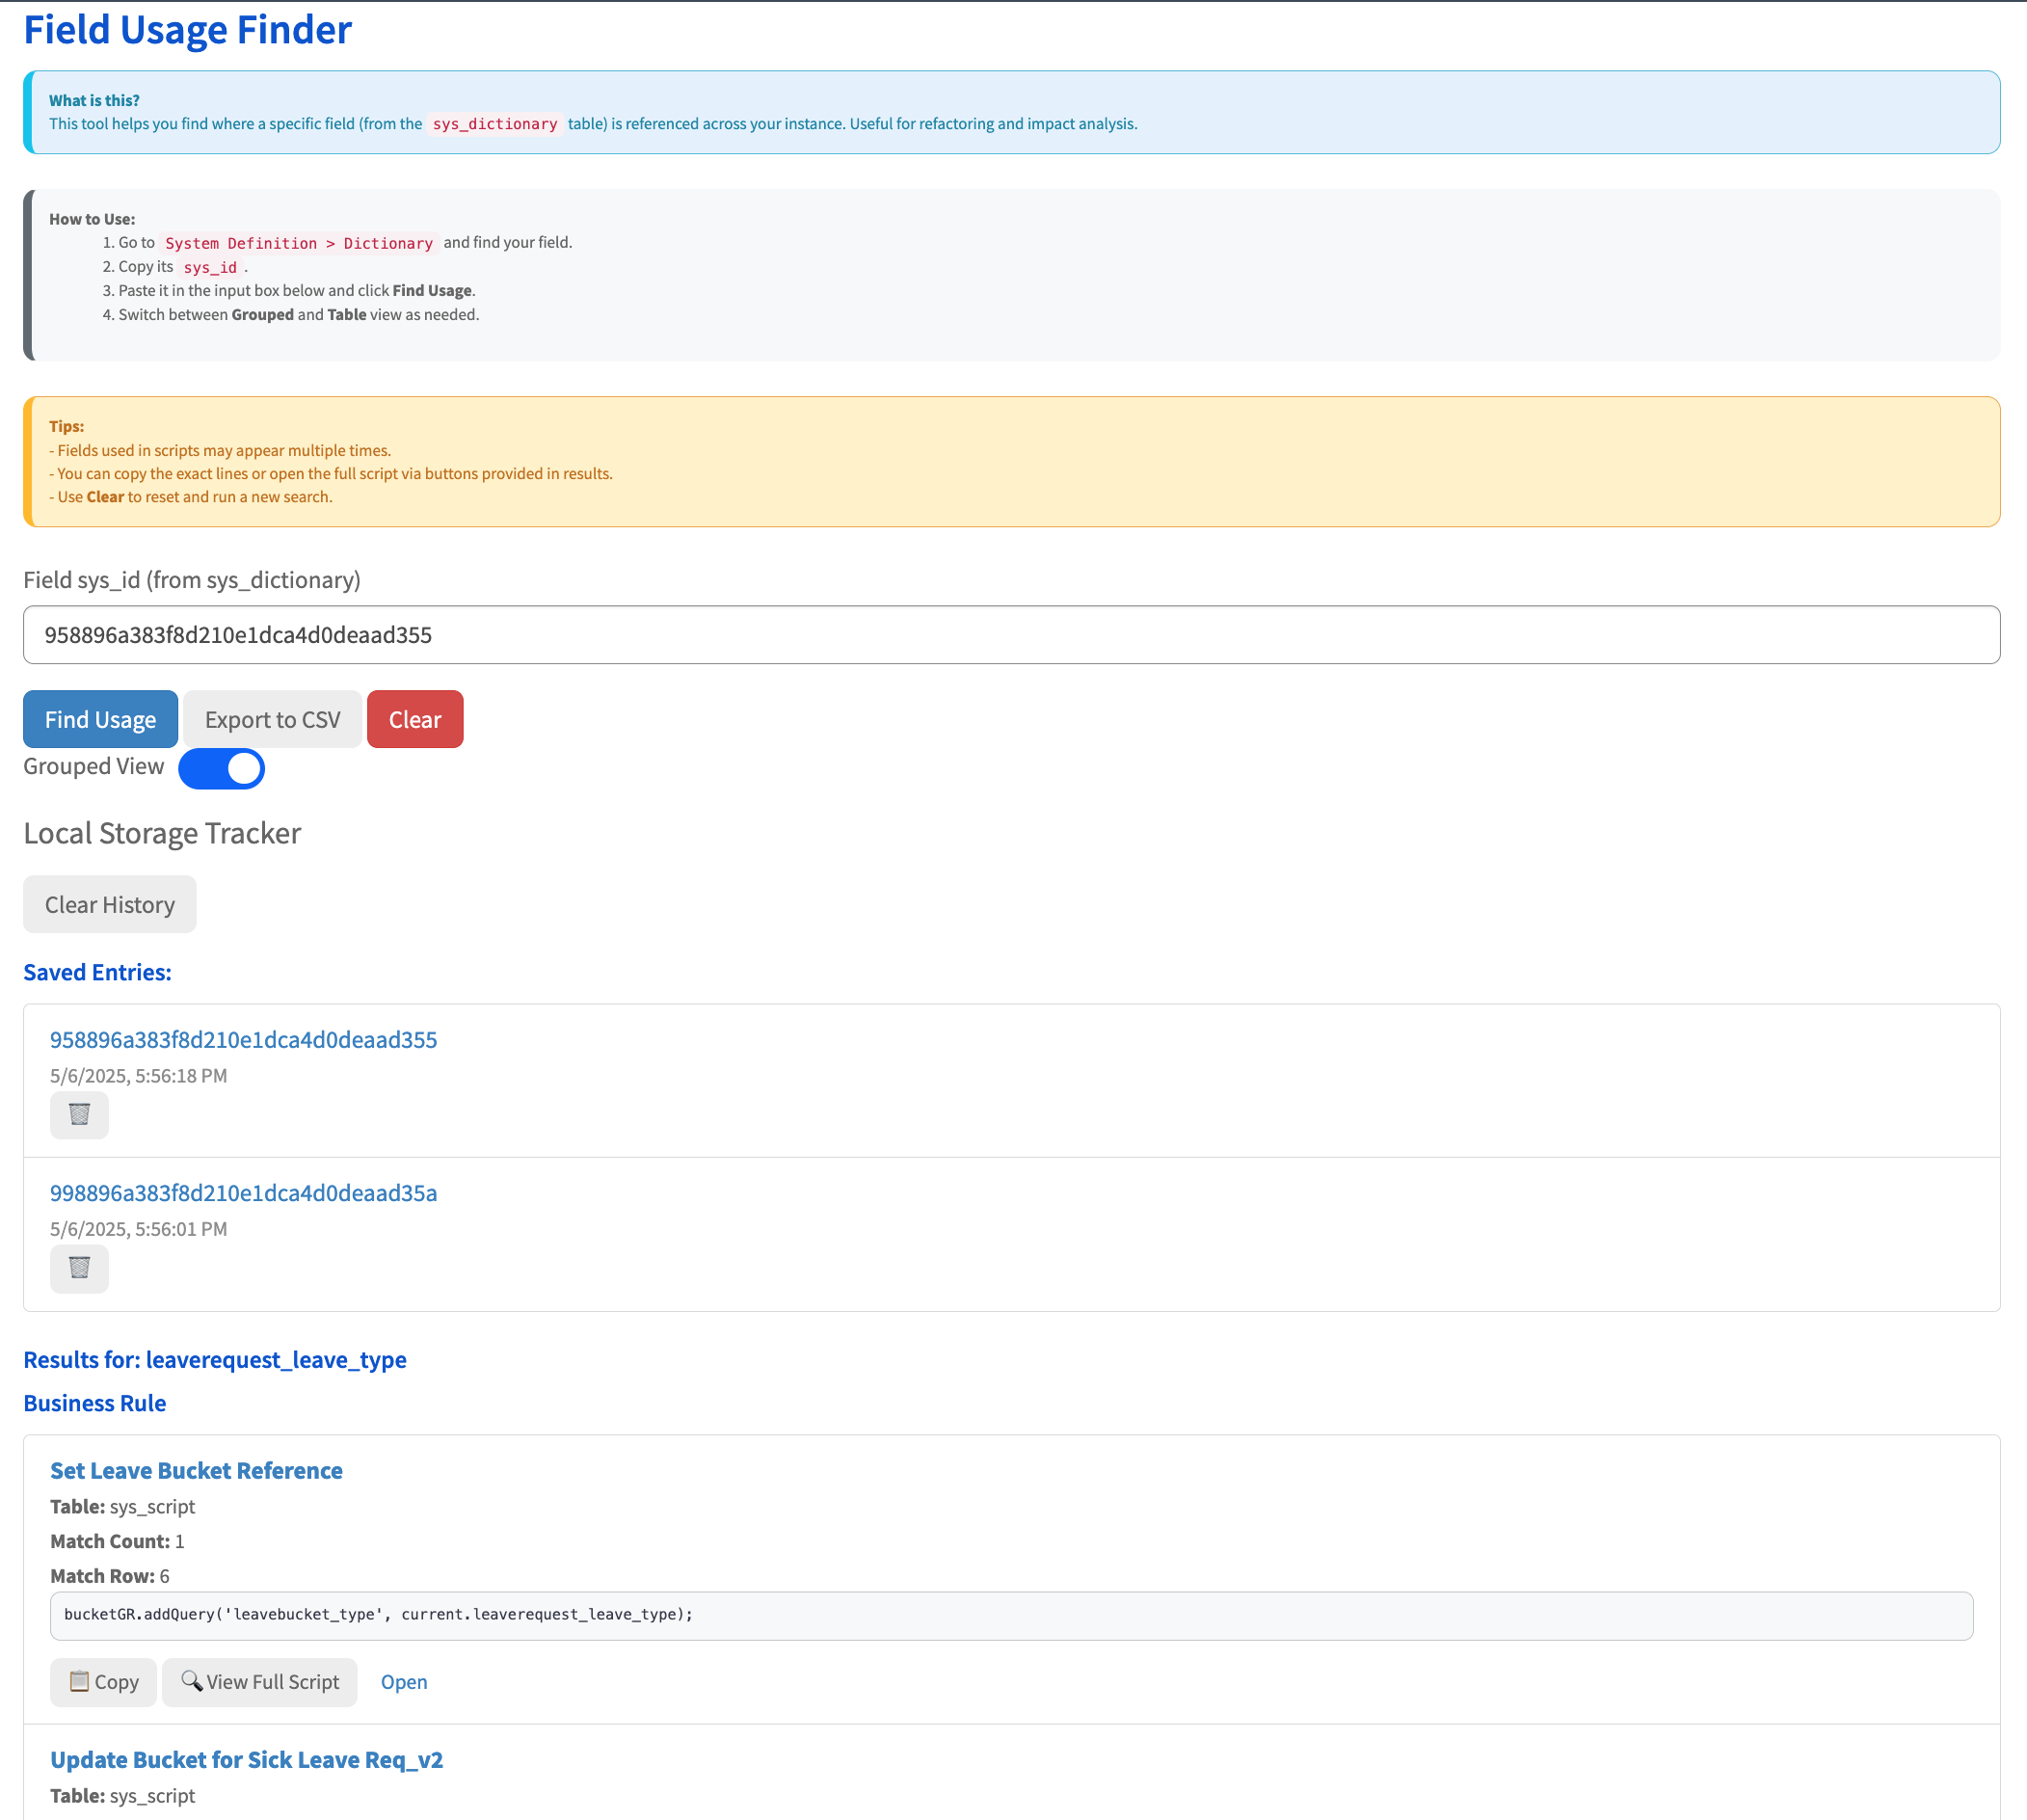 Field Usage Finder
What is this?
This tool helps you find where a specific field (from the sys_dictionary table) is referenced across your instance. Useful for refactoring and impact analysis.
How to Use:
1. Go to System Definition > Dictionary and find your field.
2. Copy its sys_id .
3. Paste it in the input box below and click Find Usage.
4. Switch between Grouped and Table view as needed.
Tips:
- Fields used in scripts may appear multiple times.
- You can copy the exact lines or open the full script via buttons provided in results.
- Use Clear to reset and run a new search.
Field sys_id (from sys_dictionary)
958896a383f8d210e1dca4d0deaad355
Find Usage Export to CSV Clear
Grouped View
Local Storage Tracker
Clear History
Saved Entries:
958896a383f8d210e1dca4d0deaad355
5/6/2025, 5:56:18 PM
998896a383f8d210e1dca4d0deaad35a
5/6/2025, 5:56:01 PM
Results for: leaverequest_leave_type
Business Rule
Set Leave Bucket Reference
Table: sys_script
Match Count: 1
Match Row: 6
bucketGR.addQuery('leavebucket_type', current.leaverequest_leave_type);
Copy View Full Script Open
Update Bucket for Sick Leave Req_v2
Table: sys_script